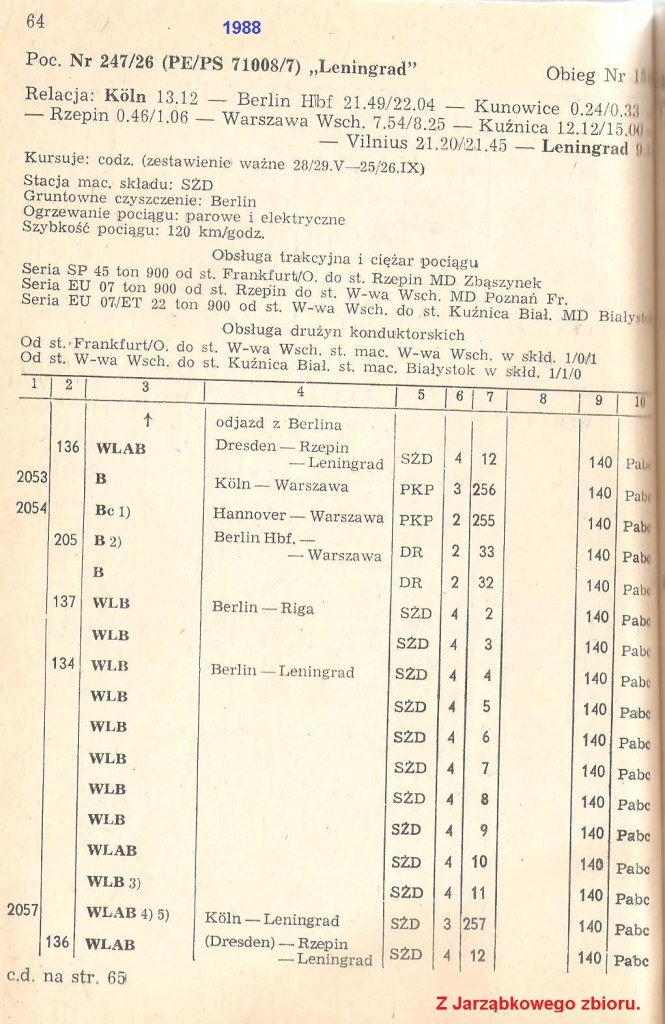 64
1988
Poc. Nr 247/26 (PE/PS 71008/7) „Leningrad”
Obieg Nr
Relacja: Köln 13.12 — Berlin Hbf 21.49/22.04 — Kunowice 0.24/0.33
— Rzepin 0.46/1.06 — Warszawa Wsch. 7.54/8.25 — Kuźnica 12.12/15.00
— Vilnius 21.20/21.45 — Leningrad
Kursuje: codz. (zestawienie ważne 28/29.V—25/26.IX)
Stacja mac. składu: SŻD
Gruntowne czyszczenie: Berlin
Ogrzewanie pociągu: parowe i elektryczne
Szybkość pociągu: 120 km/godz.
Obsługa trakcyjna i ciężar pociągu
Seria SP 45 ton 900 od st. Frankfurt/O. do st. Rzepin MD Zbąszynek
Seria EU 07 ton 900 od st. Rzepin do st. W-wa Wsch. MD Poznań Fr.
Seria EU 07/ET 22 ton 900 od st. W-wa Wsch. do st. Kuźnica Biał. MD Białystok
Obsługa drużyn konduktorskich
Od st. Frankfurt/O. do st. W-wa Wsch. st. mac. W-wa Wsch. w skłd. 1/0/1
Od st. W-wa Wsch. do st. Kuźnica Biał. st. mac. Białystok w skłd. 1/1/0
1 2 3 4 5 6 7 8 9 10
↑ odjazd z Berlina
136 WLAB Dresden — Rzepin
— Leningrad SŻD 4 12 140 Pabc
2053 B Köln — Warszawa PKP 3 256 140 Pabc
2054 Bc 1) Hannover — Warszawa PKP 2 255 140 Pabc
205 B 2) Berlin Hbf. —
— Warszawa DR 2 33 140 Pabc
B DR 2 32 140 Pabc
137 WLB Berlin — Riga SŻD 4 2 140 Pabc
WLB SŻD 4 3 140 Pabc
134 WLB Berlin — Leningrad SŻD 4 4 140 Pabc
WLB SŻD 4 5 140 Pabc
WLB SŻD 4 6 140 Pabc
WLB SŻD 4 7 140 Pabc
WLB SŻD 4 8 140 Pabc
WLB SŻD 4 9 140 Pabc
WLAB SŻD 4 10 140 Pabc
WLB 3) SŻD 4 11 140 Pabc
2057 WLAB 4) 5) Köln — Leningrad SŻD 3 257 140 Pabc
136 WLAB (Dresden) — Rzepin
— Leningrad SŻD 4 12 140 Pabc
c.d. na str. 65
Z Jarząbkowego zbioru.